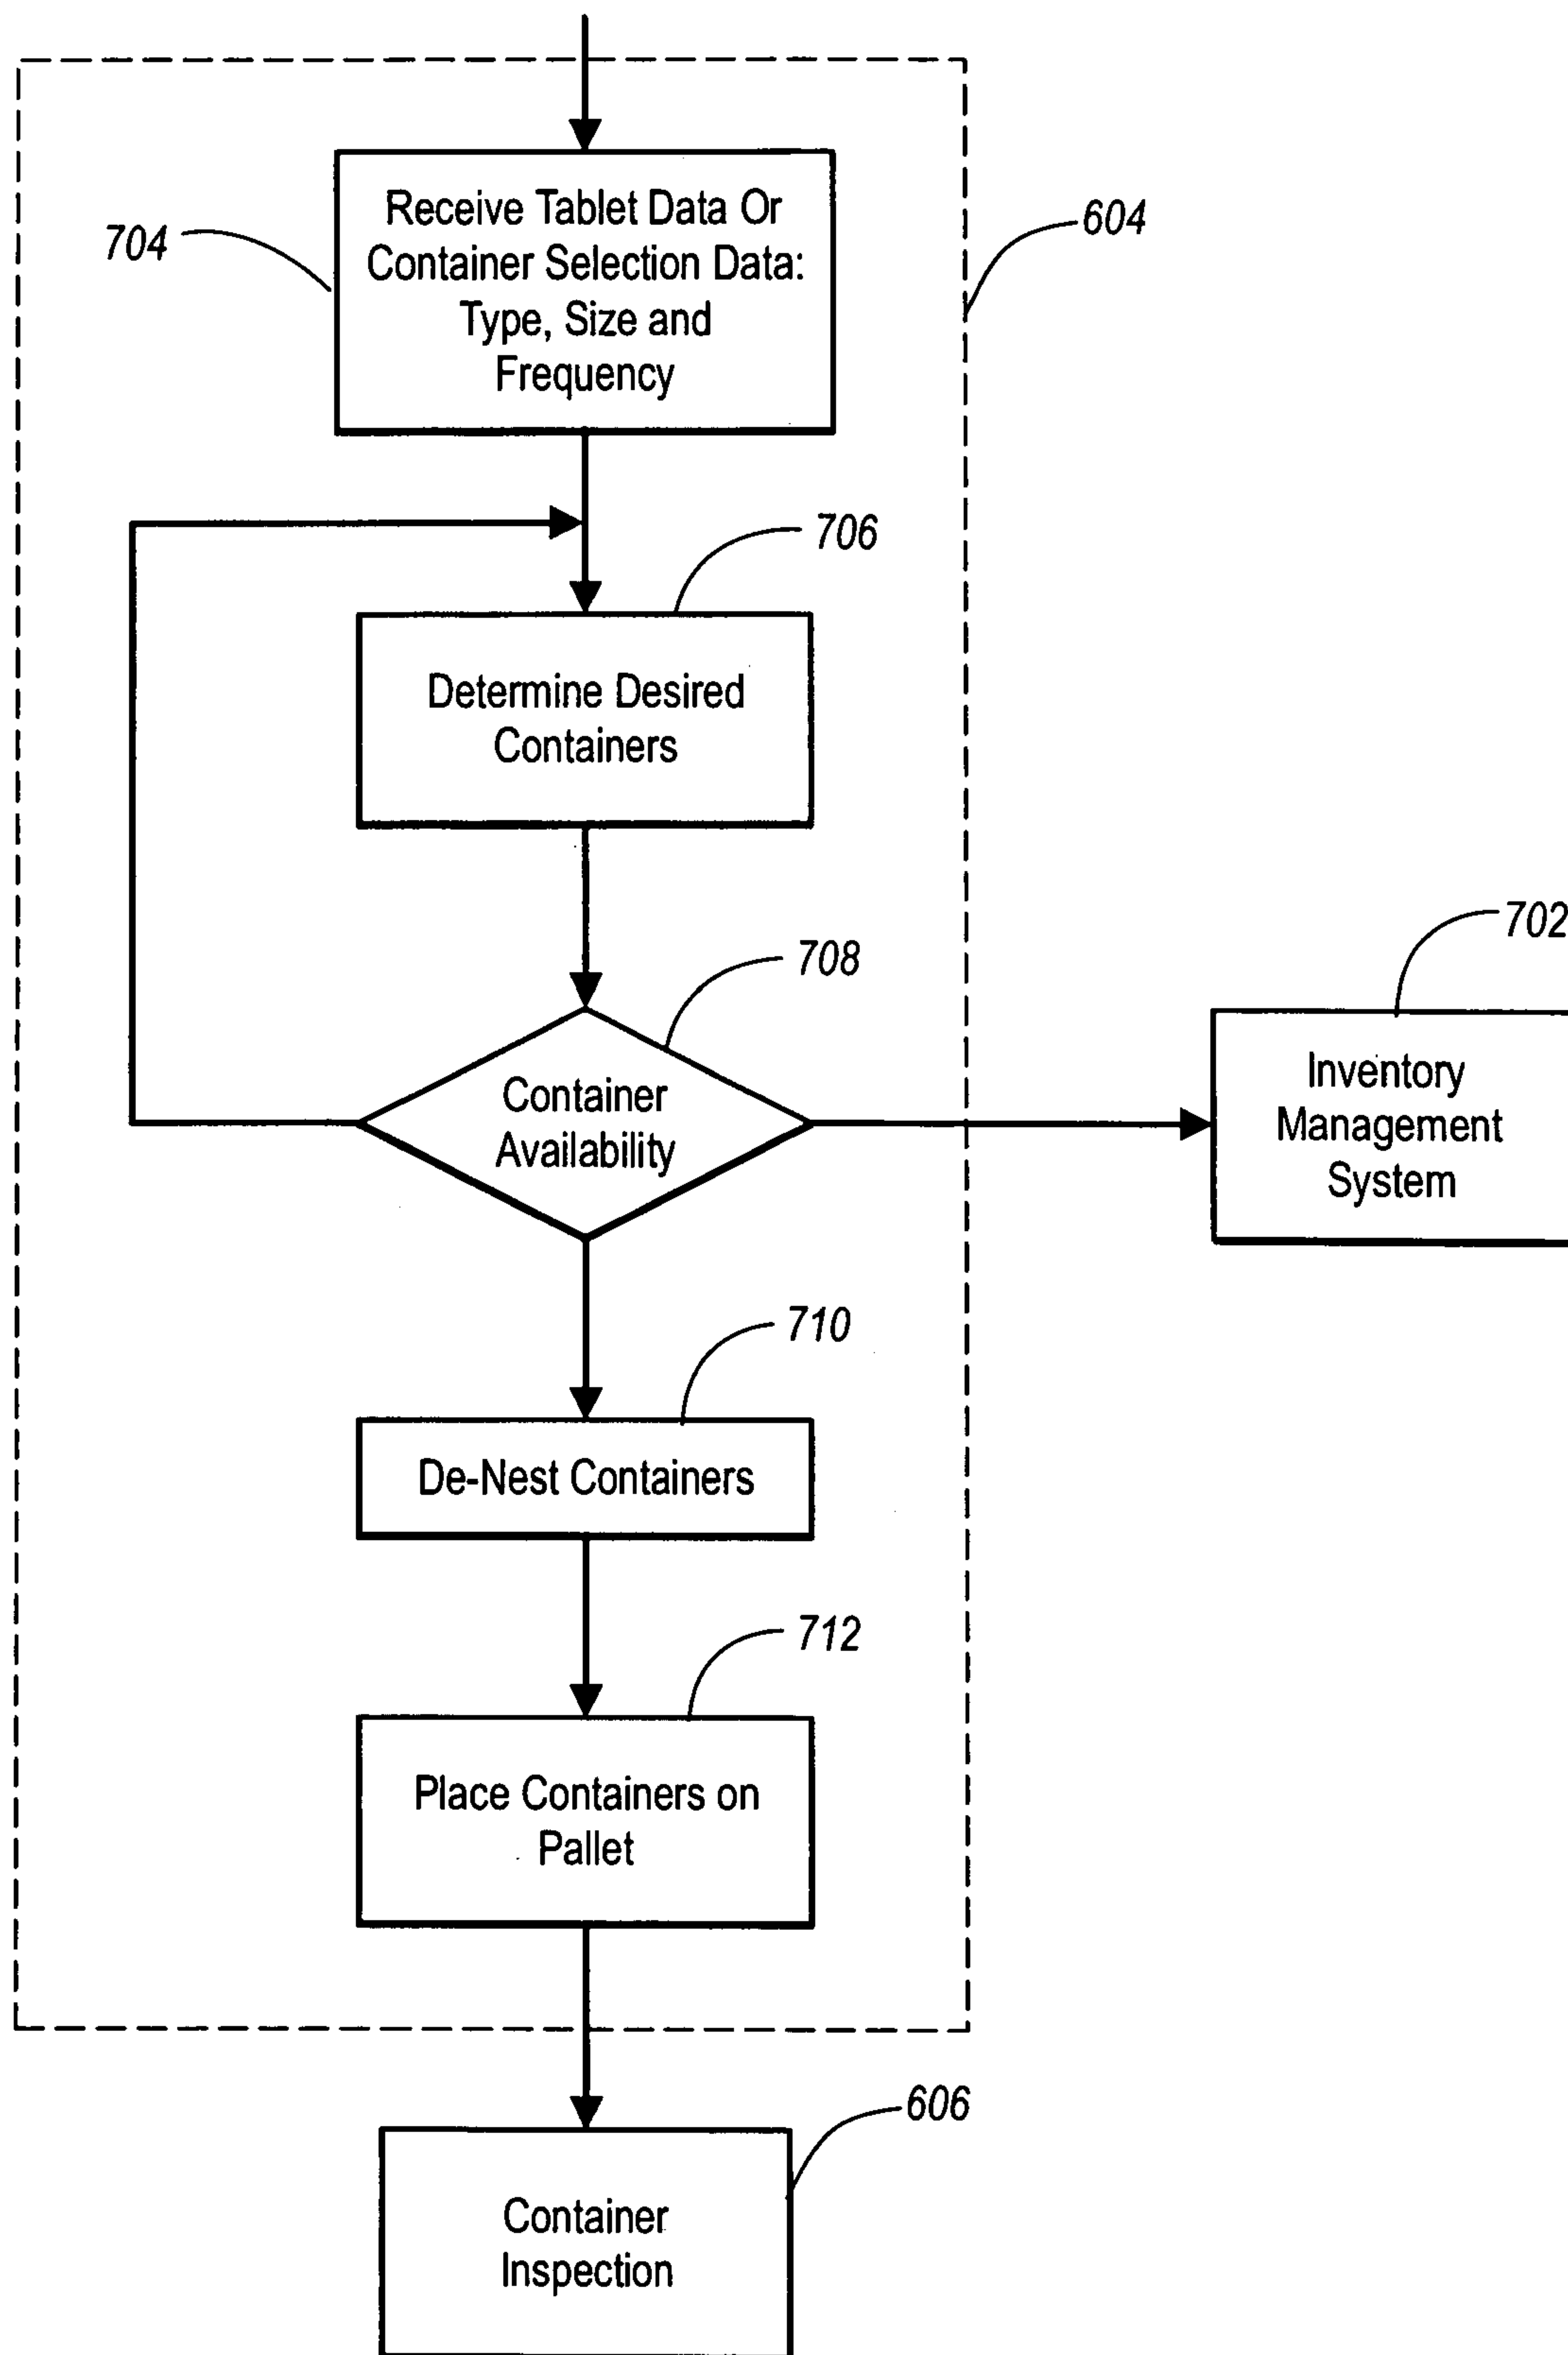 704
Receive Tablet Data Or
Container Selection Data:
Type, Size and
Frequency
604
706
Determine Desired
Containers
708
Container
Availability
702
Inventory
Management
System
710
De-Nest Containers
712
Place Containers on
Pallet
606
Container
Inspection